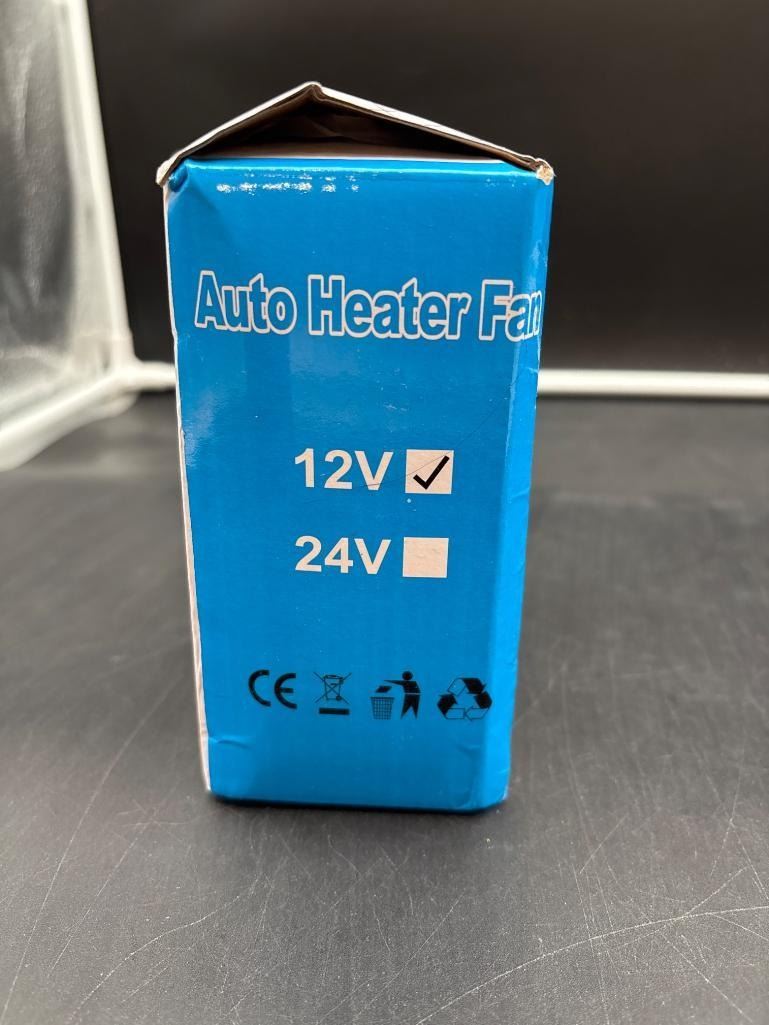 Auto Heater Fan
12V
24V
CE